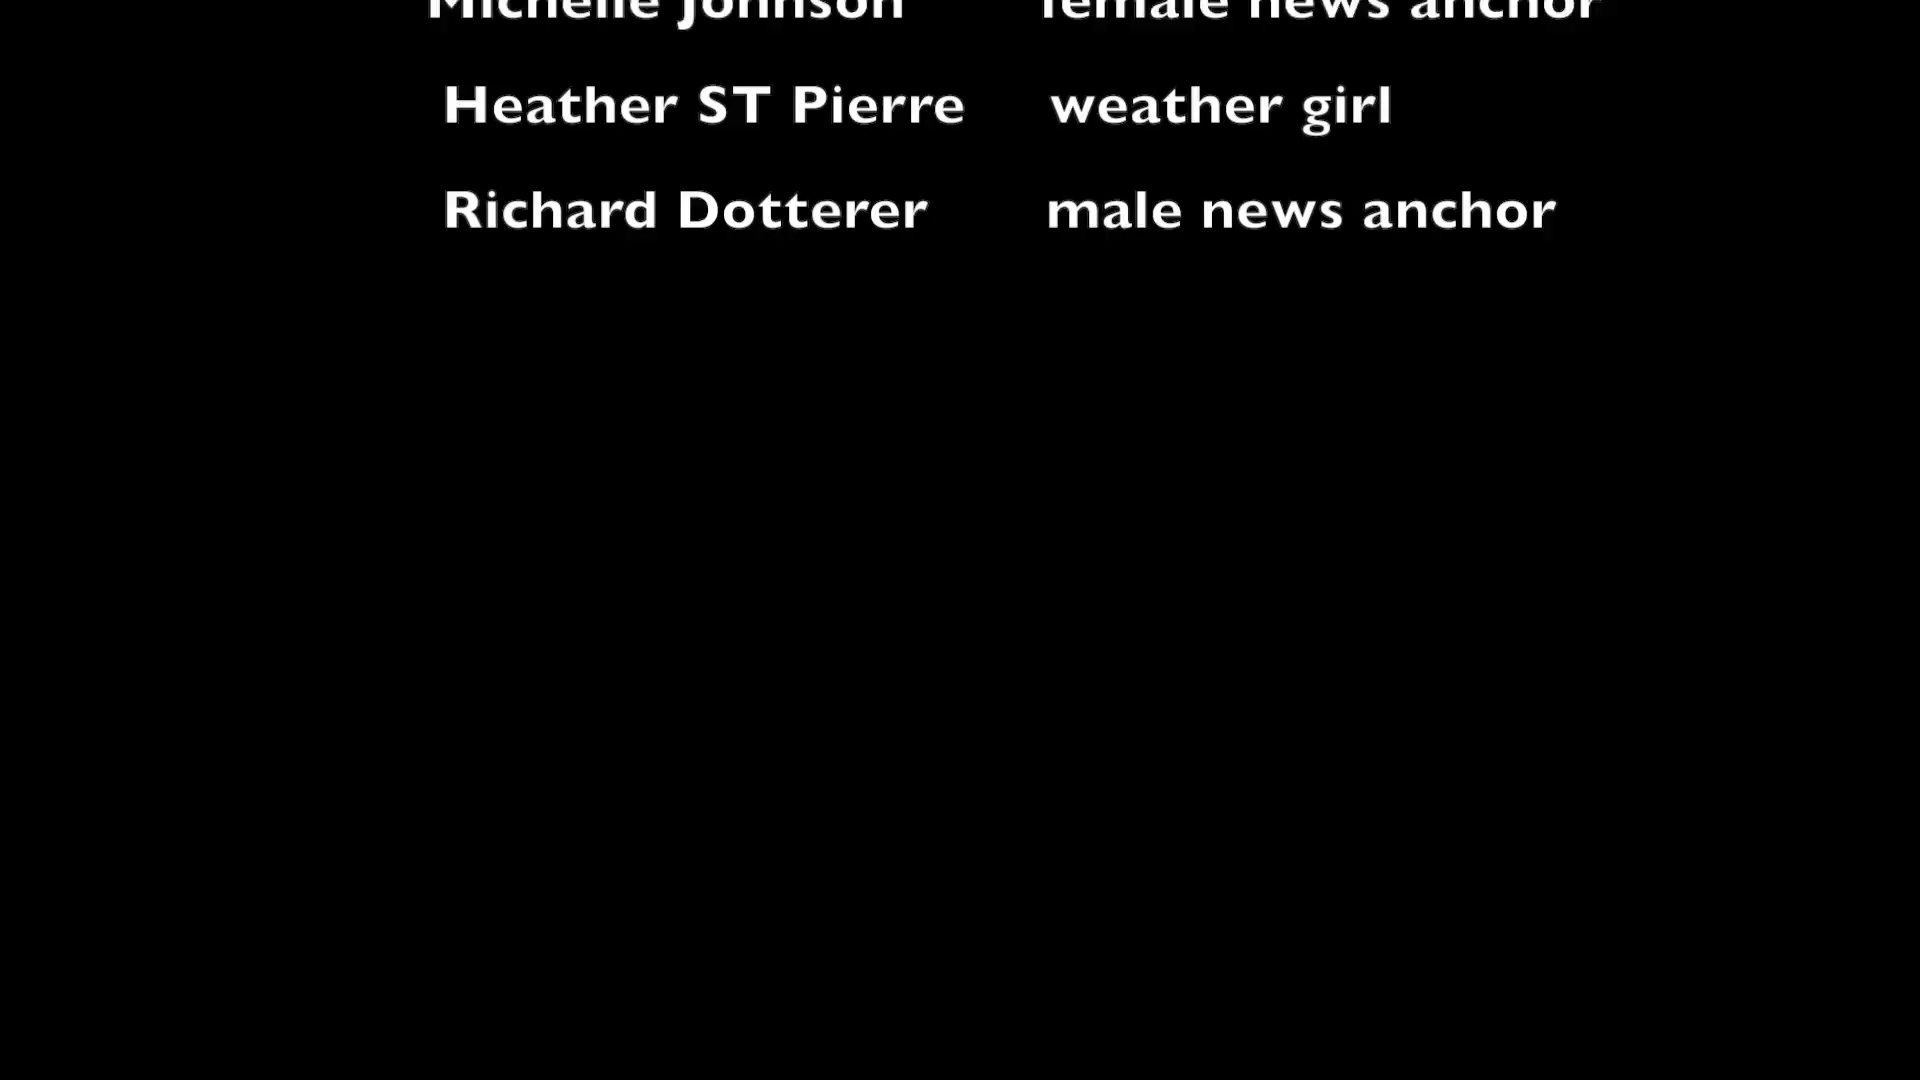 Michelle Johnson female news anchor
Heather ST Pierre weather girl
Richard Dotterer male news anchor